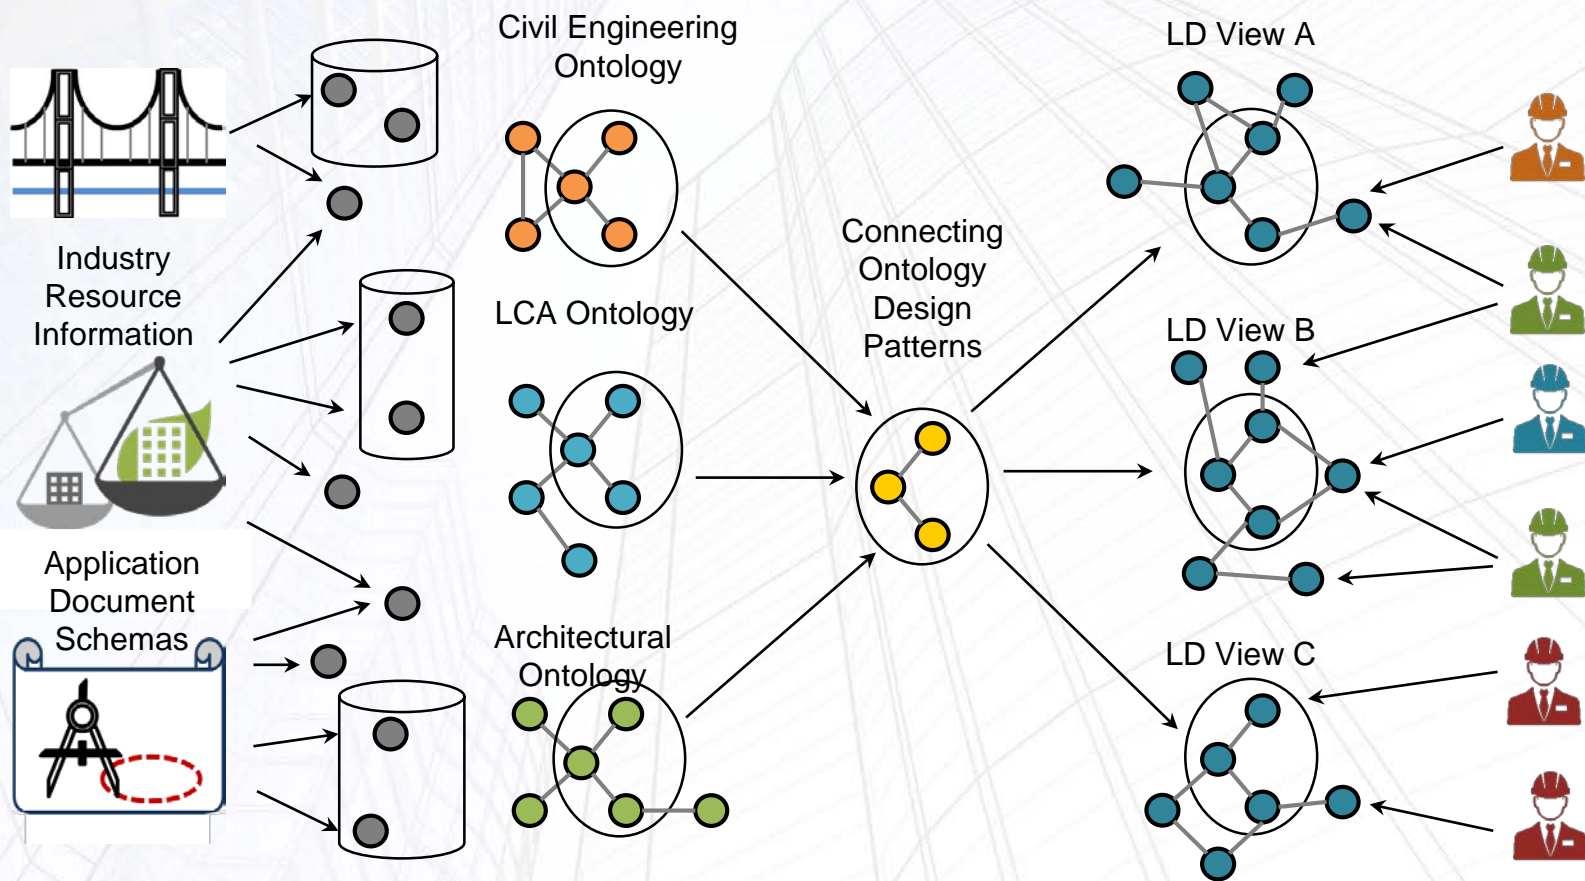 Civil Engineering
Ontology
LD View A
Industry
Resource
Information
Connecting
Ontology
Design
Patterns
LCA Ontology
LD View B
Application
Document
Schemas
Architectural
Ontology
LD View C